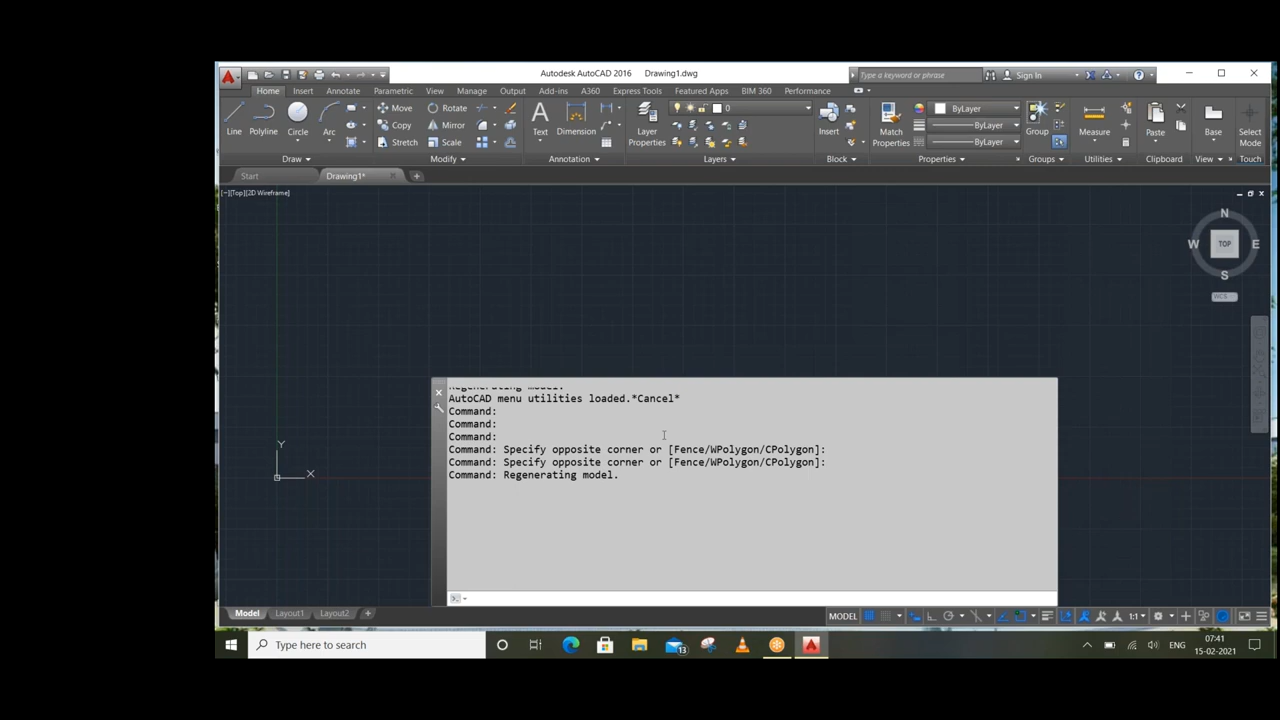 Autodesk AutoCAD 2016 Drawing1.dwg
Type a keyword or phrase
Sign In
Home Insert Annotate Parametric View Manage Output Add-ins A360 Express Tools Featured Apps BIM 360 Performance
Line Polyline Circle Arc
Move Rotate
Copy Mirror
Stretch Scale
Text Dimension
Layer Properties
0
Insert
Match Properties
ByLayer
ByLayer
ByLayer
Group
Measure
Paste
Base
Select Mode
Draw Modify Annotation Layers Block Properties Groups Utilities Clipboard View Touch
Start Drawing1*
[−][Top][2D Wireframe]
N
W TOP E
S
WCS
Y
X
Regenerating model.
AutoCAD menu utilities loaded.*Cancel*
Command:
Command:
Command:
Command: Specify opposite corner or [Fence/WPolygon/CPolygon]:
Command: Specify opposite corner or [Fence/WPolygon/CPolygon]:
Command: Regenerating model.
Model Layout1 Layout2
MODEL 1:1
Type here to search
13
ENG
07:41
15-02-2021